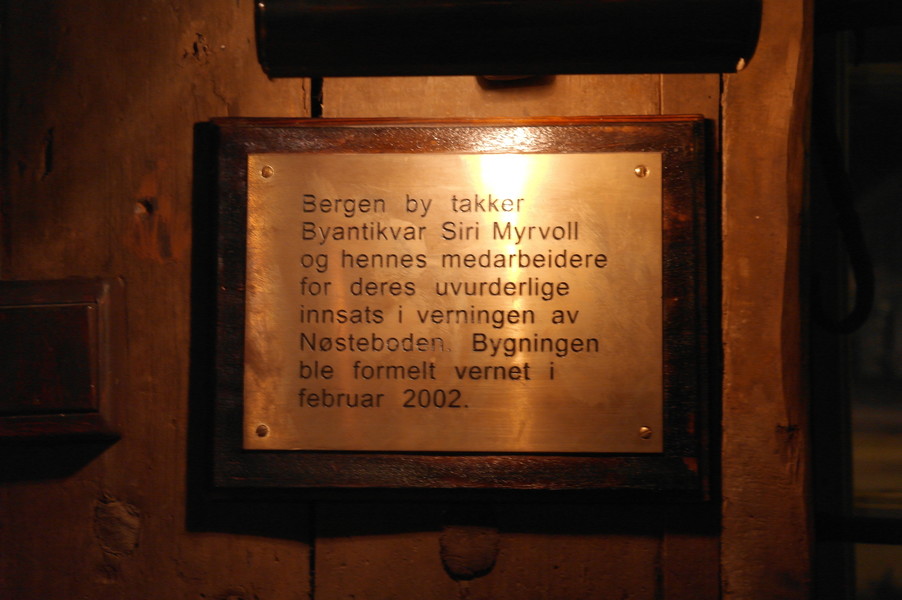 Bergen by takker
Byantikvar Siri Myrvoll
og hennes medarbeidere
for deres uvurderlige
innsats i verningen av
Nøsteboden. Bygningen
ble formelt vernet i
februar 2002.